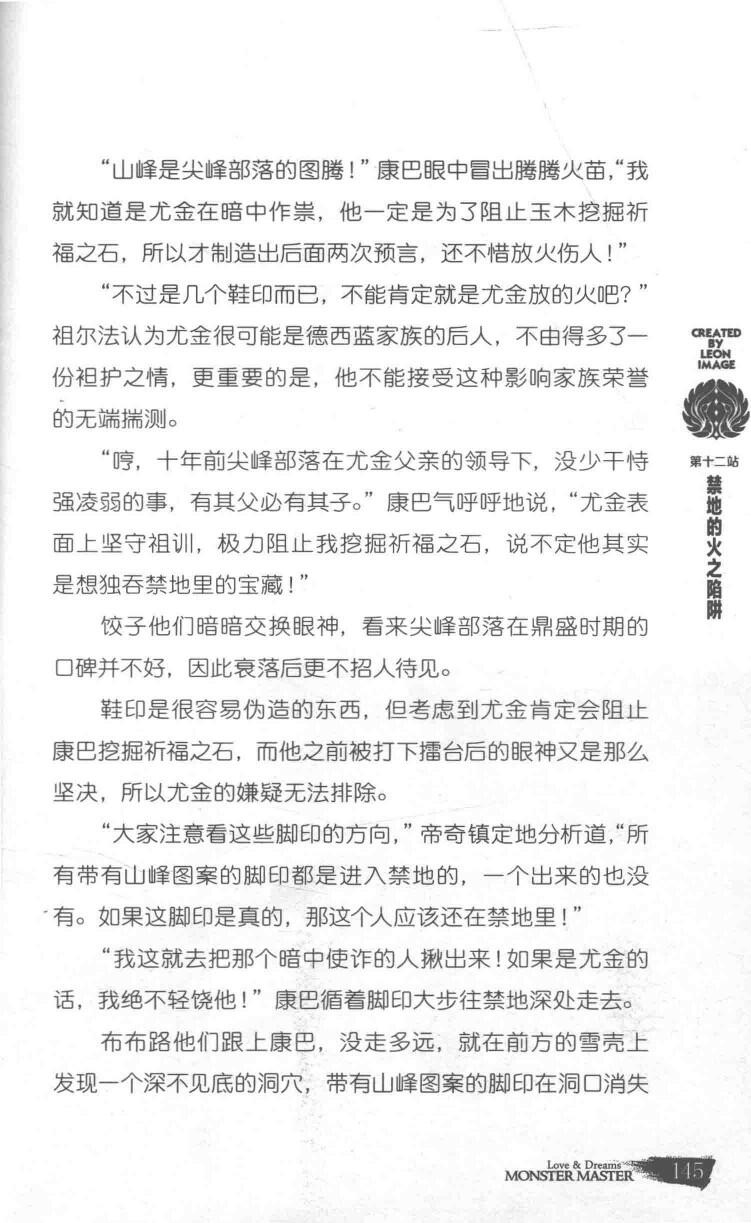 “山峰是尖峰部落的图腾！”康巴眼中冒出腾腾火苗，“我
就知道是尤金在暗中作祟，他一定是为了阻止玉木挖掘祈
福之石，所以才制造出后面两次预言，还不惜放火伤人！”
“不过是几个鞋印而已，不能肯定就是尤金放的火吧？”
祖尔法认为尤金很可能是德西蓝家族的后人，不由得多了一
份袒护之情，更重要的是，他不能接受这种影响家族荣誉
的无端揣测。
“哼，十年前尖峰部落在尤金父亲的领导下，没少干恃
强凌弱的事，有其父必有其子。”康巴气呼呼地说，“尤金表
面上坚守祖训，极力阻止我挖掘祈福之石，说不定他其实
是想独吞禁地里的宝藏！”
饺子他们暗暗交换眼神，看来尖峰部落在鼎盛时期的
口碑并不好，因此衰落后更不招人待见。
鞋印是很容易伪造的东西，但考虑到尤金肯定会阻止
康巴挖掘祈福之石，而他之前被打下擂台后的眼神又是那么
坚决，所以尤金的嫌疑无法排除。
“大家注意看这些脚印的方向，”帝奇镇定地分析道，“所
有带有山峰图案的脚印都是进入禁地的，一个出来的也没
有。如果这脚印是真的，那这个人应该还在禁地里！”
“我这就去把那个暗中使诈的人揪出来！如果是尤金的
话，我绝不轻饶他！”康巴循着脚印大步往禁地深处走去。
布布路他们跟上康巴，没走多远，就在前方的雪壳上
发现一个深不见底的洞穴，带有山峰图案的脚印在洞口消失
CREATED
BY
LEON
IMAGE
第十二站
禁地的火之陷阱
Love & Dreams
MONSTER MASTER
145